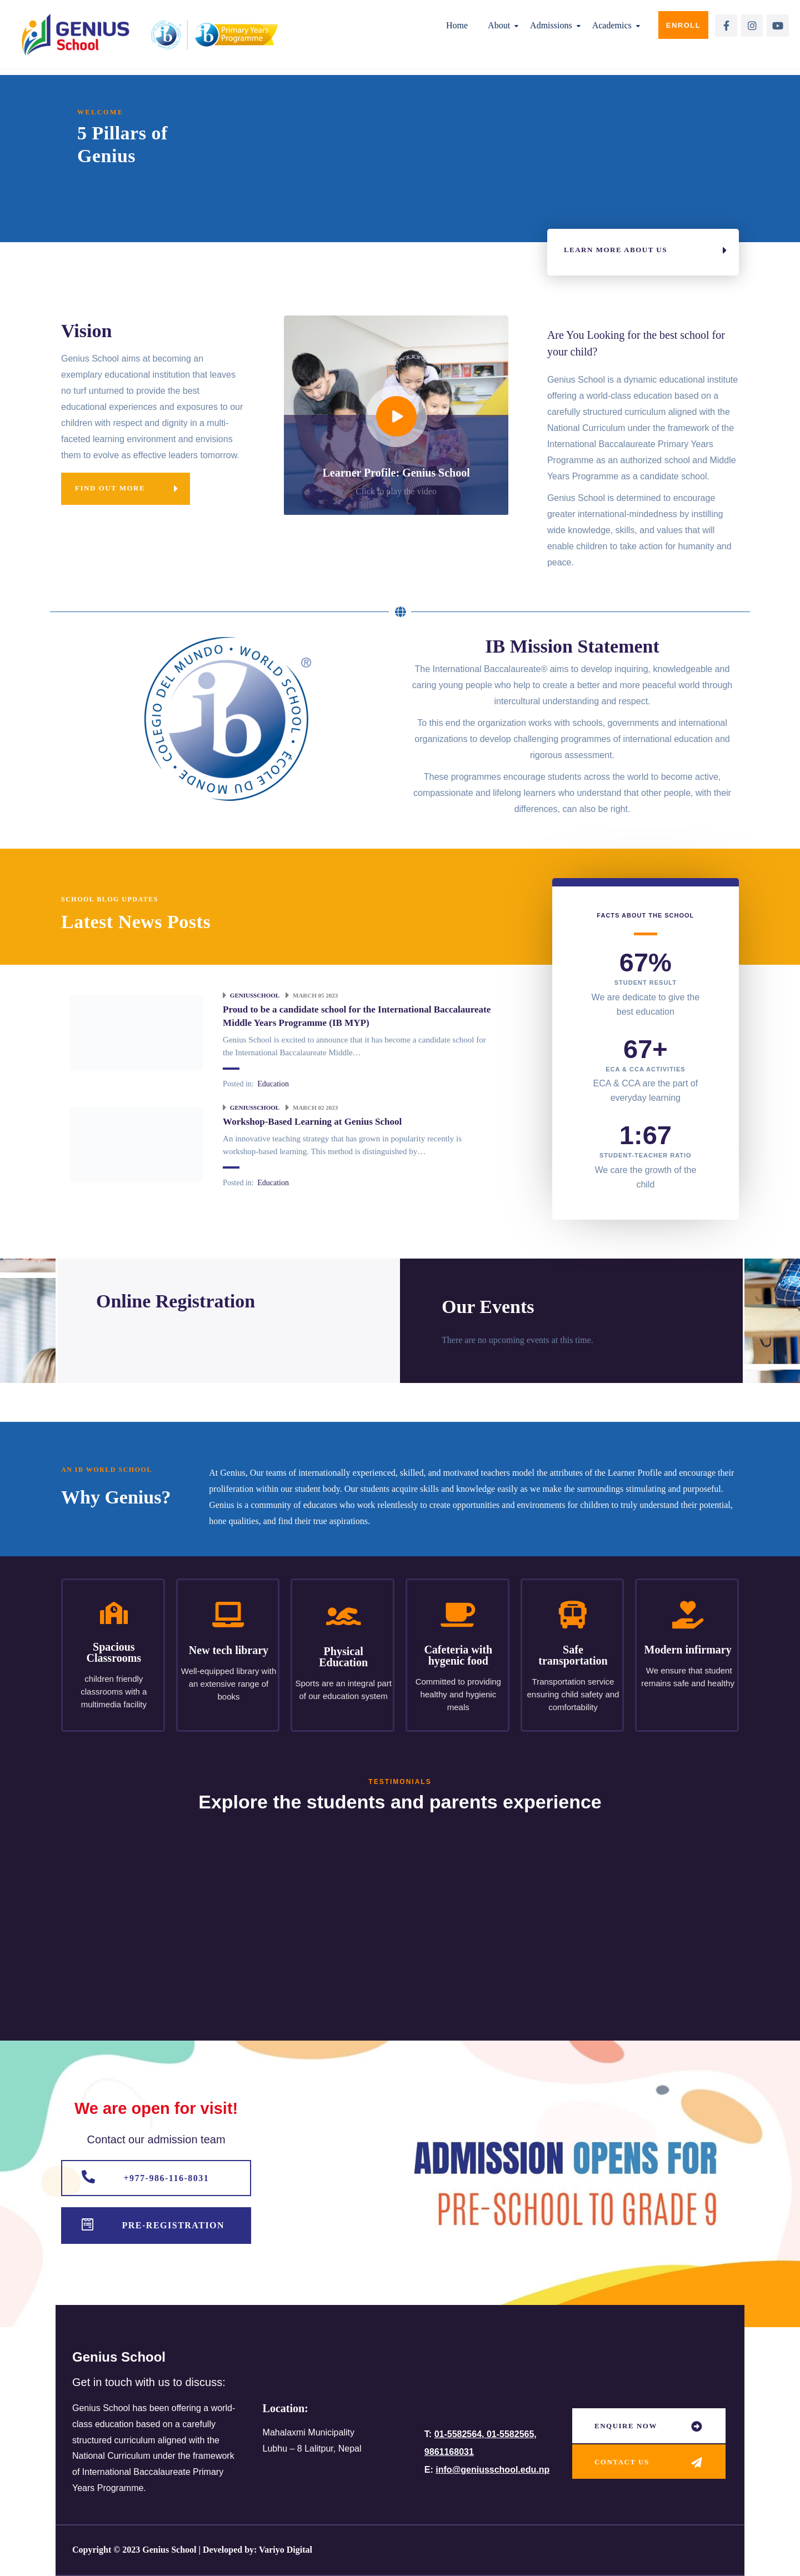 GENIUS
School
Primary Years
Programme
Home
About
Admissions
Academics
ENROLL
WELCOME
5 Pillars of
Genius
LEARN MORE ABOUT US
Vision
Genius School aims at becoming an
exemplary educational institution that leaves
no turf unturned to provide the best
educational experiences and exposures to our
children with respect and dignity in a multi-
faceted learning environment and envisions
them to evolve as effective leaders tomorrow.
FIND OUT MORE
Learner Profile: Genius School
Click to play the video
Are You Looking for the best school for
your child?
Genius School is a dynamic educational institute
offering a world-class education based on a
carefully structured curriculum aligned with the
National Curriculum under the framework of the
International Baccalaureate Primary Years
Programme as an authorized school and Middle
Years Programme as a candidate school.
Genius School is determined to encourage
greater international-mindedness by instilling
wide knowledge, skills, and values that will
enable children to take action for humanity and
peace.
COLEGIO DEL MUNDO • WORLD SCHOOL • ÉCOLE DU MONDE •
ib
®
IB Mission Statement
The International Baccalaureate® aims to develop inquiring, knowledgeable and
caring young people who help to create a better and more peaceful world through
intercultural understanding and respect.
To this end the organization works with schools, governments and international
organizations to develop challenging programmes of international education and
rigorous assessment.
These programmes encourage students across the world to become active,
compassionate and lifelong learners who understand that other people, with their
differences, can also be right.
SCHOOL BLOG UPDATES
Latest News Posts
FACTS ABOUT THE SCHOOL
67%
STUDENT RESULT
We are dedicate to give the
best education
67+
ECA & CCA ACTIVITIES
ECA & CCA are the part of
everyday learning
1:67
STUDENT-TEACHER RATIO
We care the growth of the
child
GENIUSSCHOOL MARCH 05 2023
Proud to be a candidate school for the International Baccalaureate
Middle Years Programme (IB MYP)
Genius School is excited to announce that it has become a candidate school for
the International Baccalaureate Middle…
Posted in: Education
GENIUSSCHOOL MARCH 02 2023
Workshop-Based Learning at Genius School
An innovative teaching strategy that has grown in popularity recently is
workshop-based learning. This method is distinguished by…
Posted in: Education
Online Registration
Our Events
There are no upcoming events at this time.
AN IB WORLD SCHOOL
Why Genius?
At Genius, Our teams of internationally experienced, skilled, and motivated teachers model the attributes of the Learner Profile and encourage their
proliferation within our student body. Our students acquire skills and knowledge easily as we make the surroundings stimulating and purposeful.
Genius is a community of educators who work relentlessly to create opportunities and environments for children to truly understand their potential,
hone qualities, and find their true aspirations.
Spacious
Classrooms
children friendly
classrooms with a
multimedia facility
New tech library
Well-equipped library with
an extensive range of
books
Physical
Education
Sports are an integral part
of our education system
Cafeteria with
hygenic food
Committed to providing
healthy and hygienic
meals
Safe
transportation
Transportation service
ensuring child safety and
comfortability
Modern infirmary
We ensure that student
remains safe and healthy
TESTIMONIALS
Explore the students and parents experience
We are open for visit!
Contact our admission team
+977-986-116-8031
PRE-REGISTRATION
ADMISSION OPENS FOR
PRE-SCHOOL TO GRADE 9
Genius School
Get in touch with us to discuss:
Genius School has been offering a world-
class education based on a carefully
structured curriculum aligned with the
National Curriculum under the framework
of International Baccalaureate Primary
Years Programme.
Location:
Mahalaxmi Municipality
Lubhu – 8 Lalitpur, Nepal
T: 01-5582564, 01-5582565,
9861168031
E: info@geniusschool.edu.np
ENQUIRE NOW
CONTACT US
Copyright © 2023 Genius School | Developed by: Variyo Digital